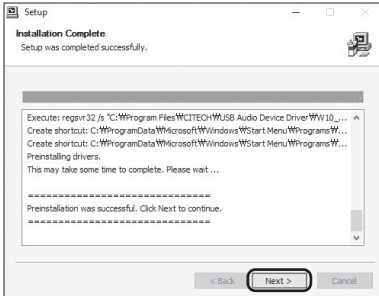 Setup
Installation Complete
Setup was completed successfully.
Execute: regsvr32 /s "C:₩Program Files₩CITECH₩USB Audio Device Driver₩W10_...
Create shortcut: C:₩ProgramData₩Microsoft₩Windows₩Start Menu₩Programs₩...
Create shortcut: C:₩ProgramData₩Microsoft₩Windows₩Start Menu₩Programs₩...
Preinstalling drivers.
This may take some time to complete. Please wait ...
==============================
Preinstallation was successful. Click Next to continue.
==============================
< Back Next > Cancel